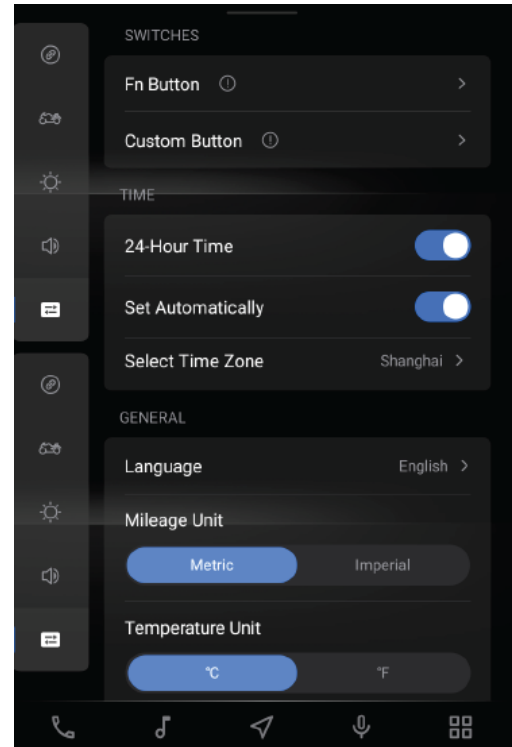 SWITCHES
Fn Button
Custom Button
TIME
24-Hour Time
Set Automatically
Select Time Zone Shanghai
GENERAL
Language English
Mileage Unit
Metric Imperial
Temperature Unit
℃ ℉